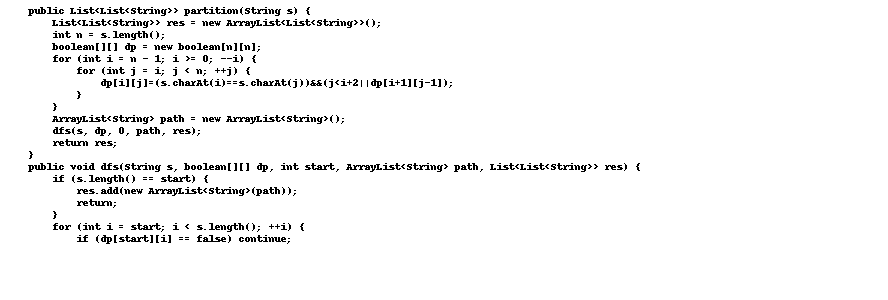 public List<List<String>> partition(String s) {
List<List<String>> res = new ArrayList<List<String>>();
int n = s.length();
boolean[][] dp = new boolean[n][n];
for (int i = n - 1; i >= 0; --i) {
for (int j = i; j < n; ++j) {
dp[i][j]=(s.charAt(i)==s.charAt(j))&&(j<i+2||dp[i+1][j-1]);
}
}
ArrayList<String> path = new ArrayList<String>();
dfs(s, dp, 0, path, res);
return res;
}
public void dfs(String s, boolean[][] dp, int start, ArrayList<String> path, List<List<String>> res) {
if (s.length() == start) {
res.add(new ArrayList<String>(path));
return;
}
for (int i = start; i < s.length(); ++i) {
if (dp[start][i] == false) continue;